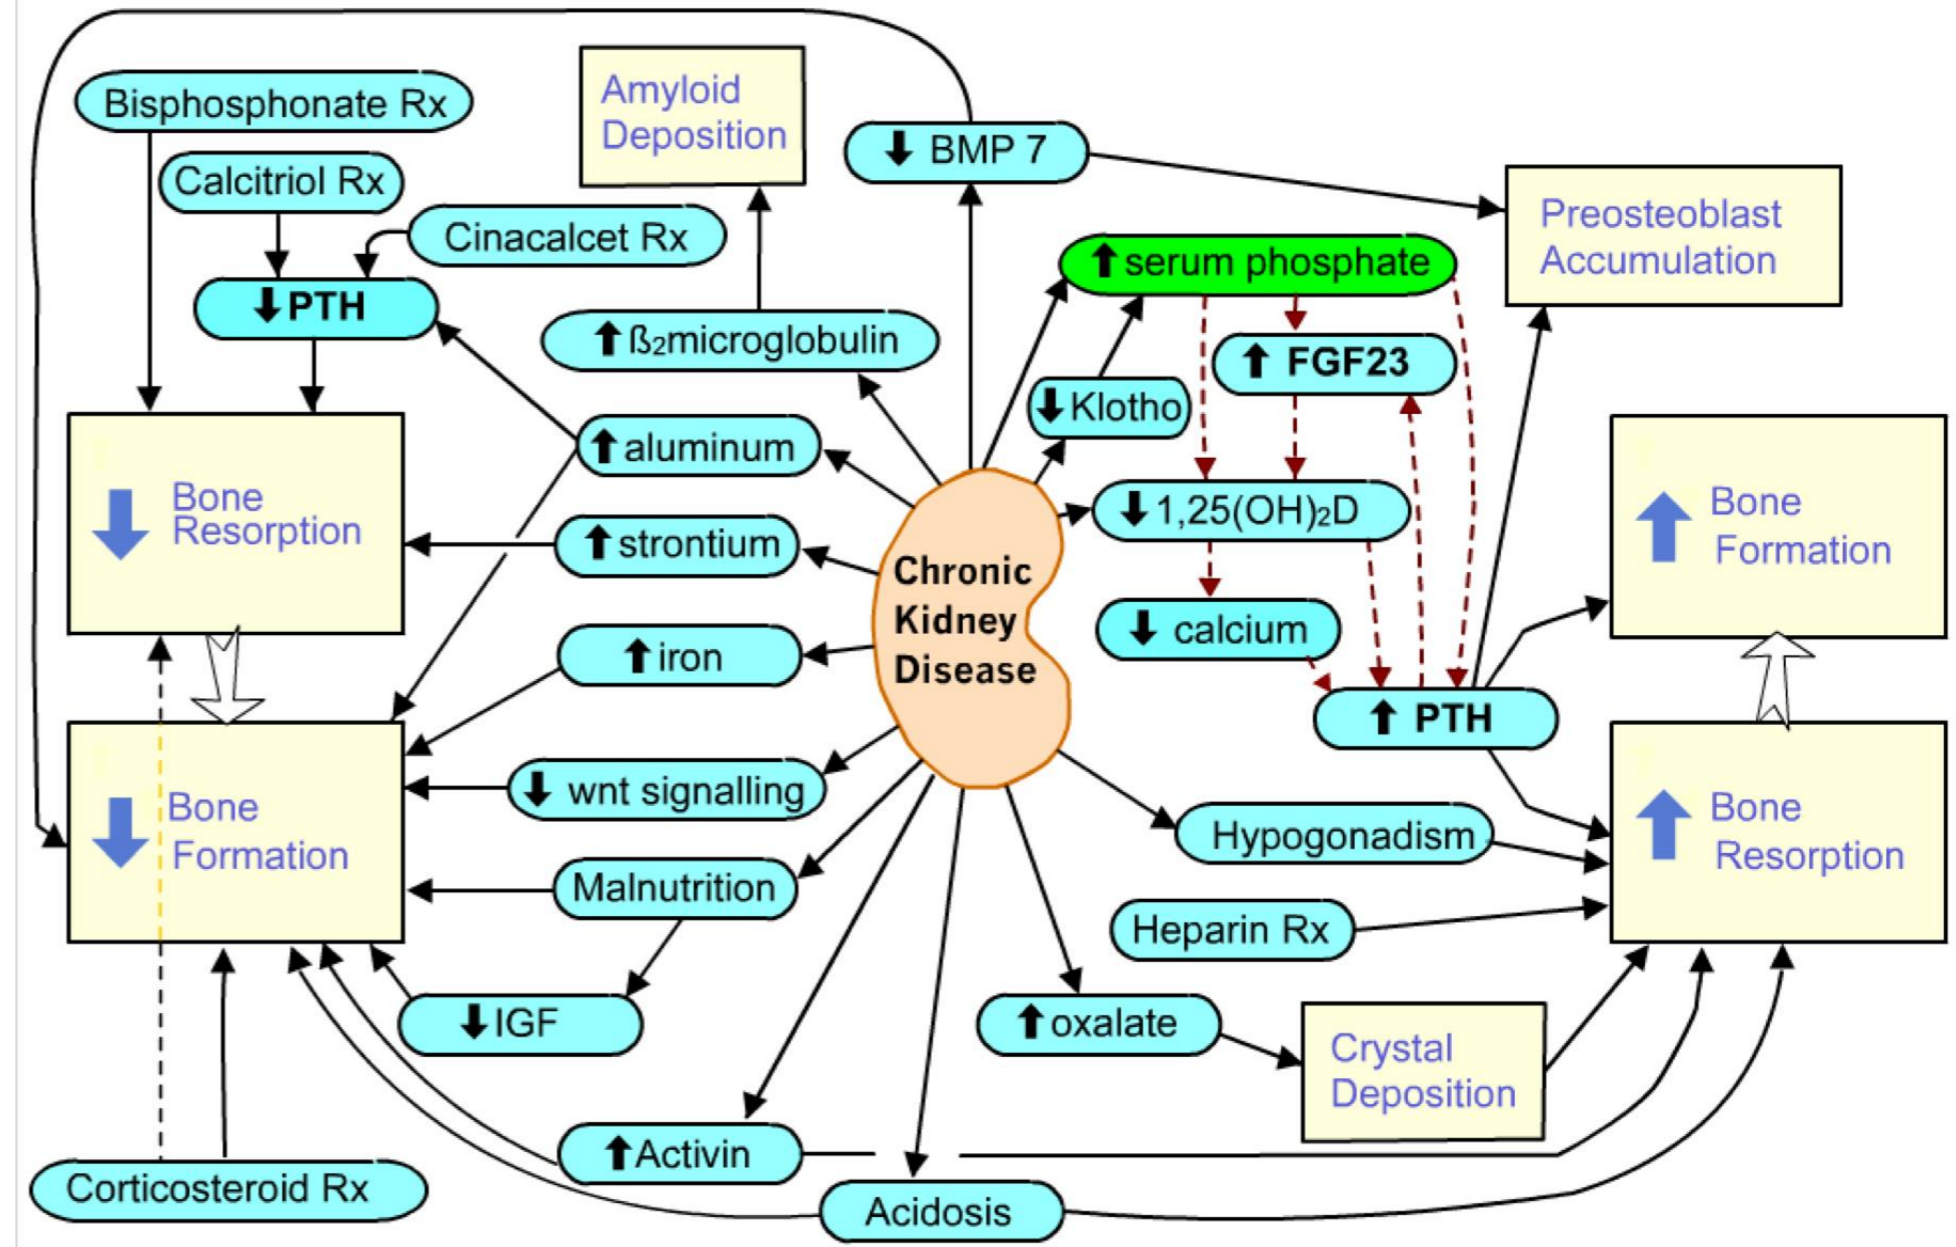 Bisphosphonate Rx
Calcitriol Rx
Cinacalcet Rx
PTH
Amyloid
Deposition
BMP 7
Preosteoblast
Accumulation
serum phosphate
ß₂microglobulin
FGF23
Klotho
aluminum
1,25(OH)₂D
strontium
calcium
iron
PTH
Bone
Resorption
Bone
Formation
Chronic
Kidney
Disease
wnt signalling
Bone
Formation
Malnutrition
Hypogonadism
Bone
Resorption
Heparin Rx
IGF
oxalate
Crystal
Deposition
Activin
Corticosteroid Rx
Acidosis